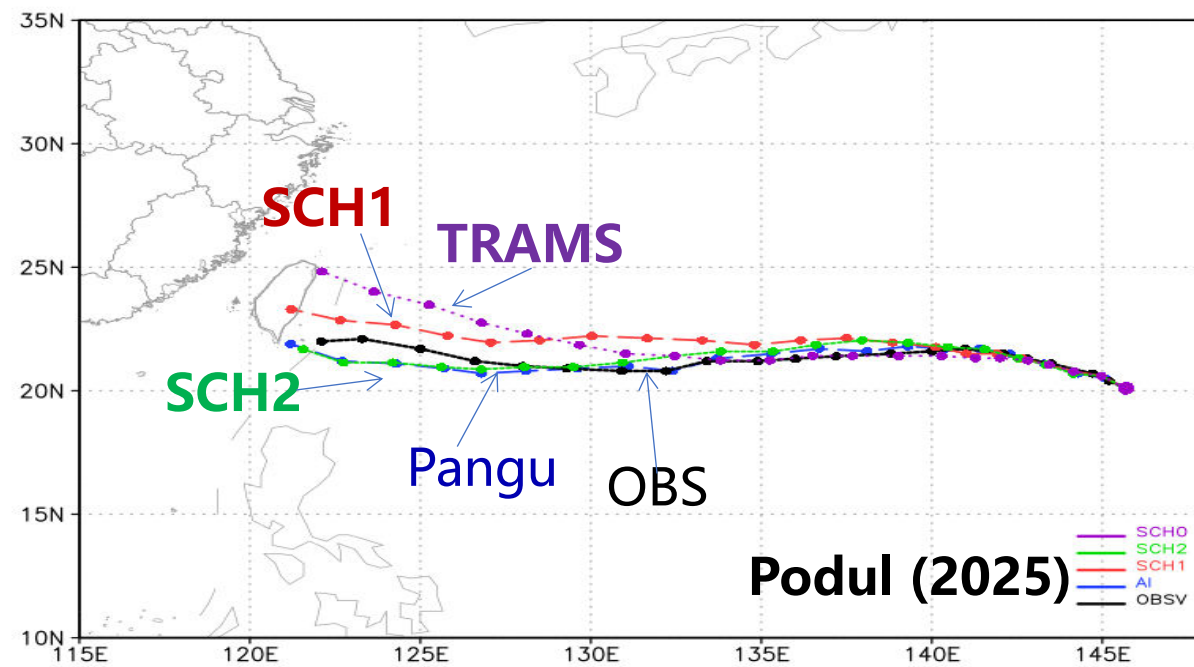 35N
30N
25N
20N
15N
10N
115E
120E
125E
130E
135E
140E
145E
SCH1
TRAMS
SCH2
Pangu
OBS
Podul (2025)
SCH0
SCH2
SCH1
AI
OBSV